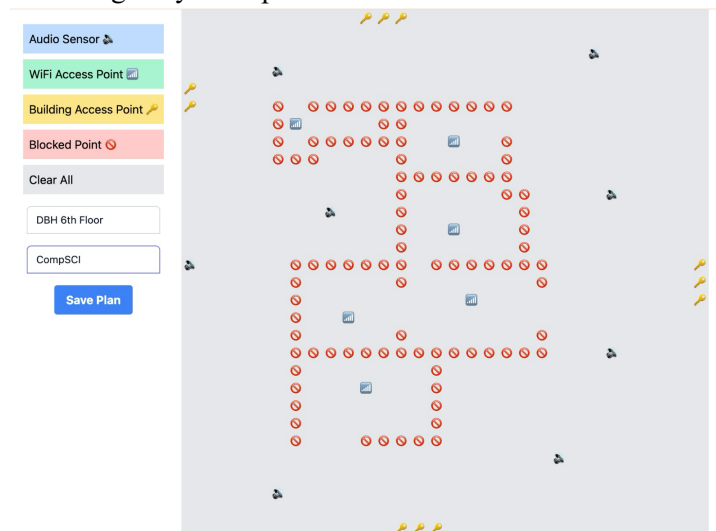 Audio Sensor 🔊
WiFi Access Point 📶
Building Access Point 🔑
Blocked Point 🚫
Clear All
DBH 6th Floor
CompSCI
Save Plan